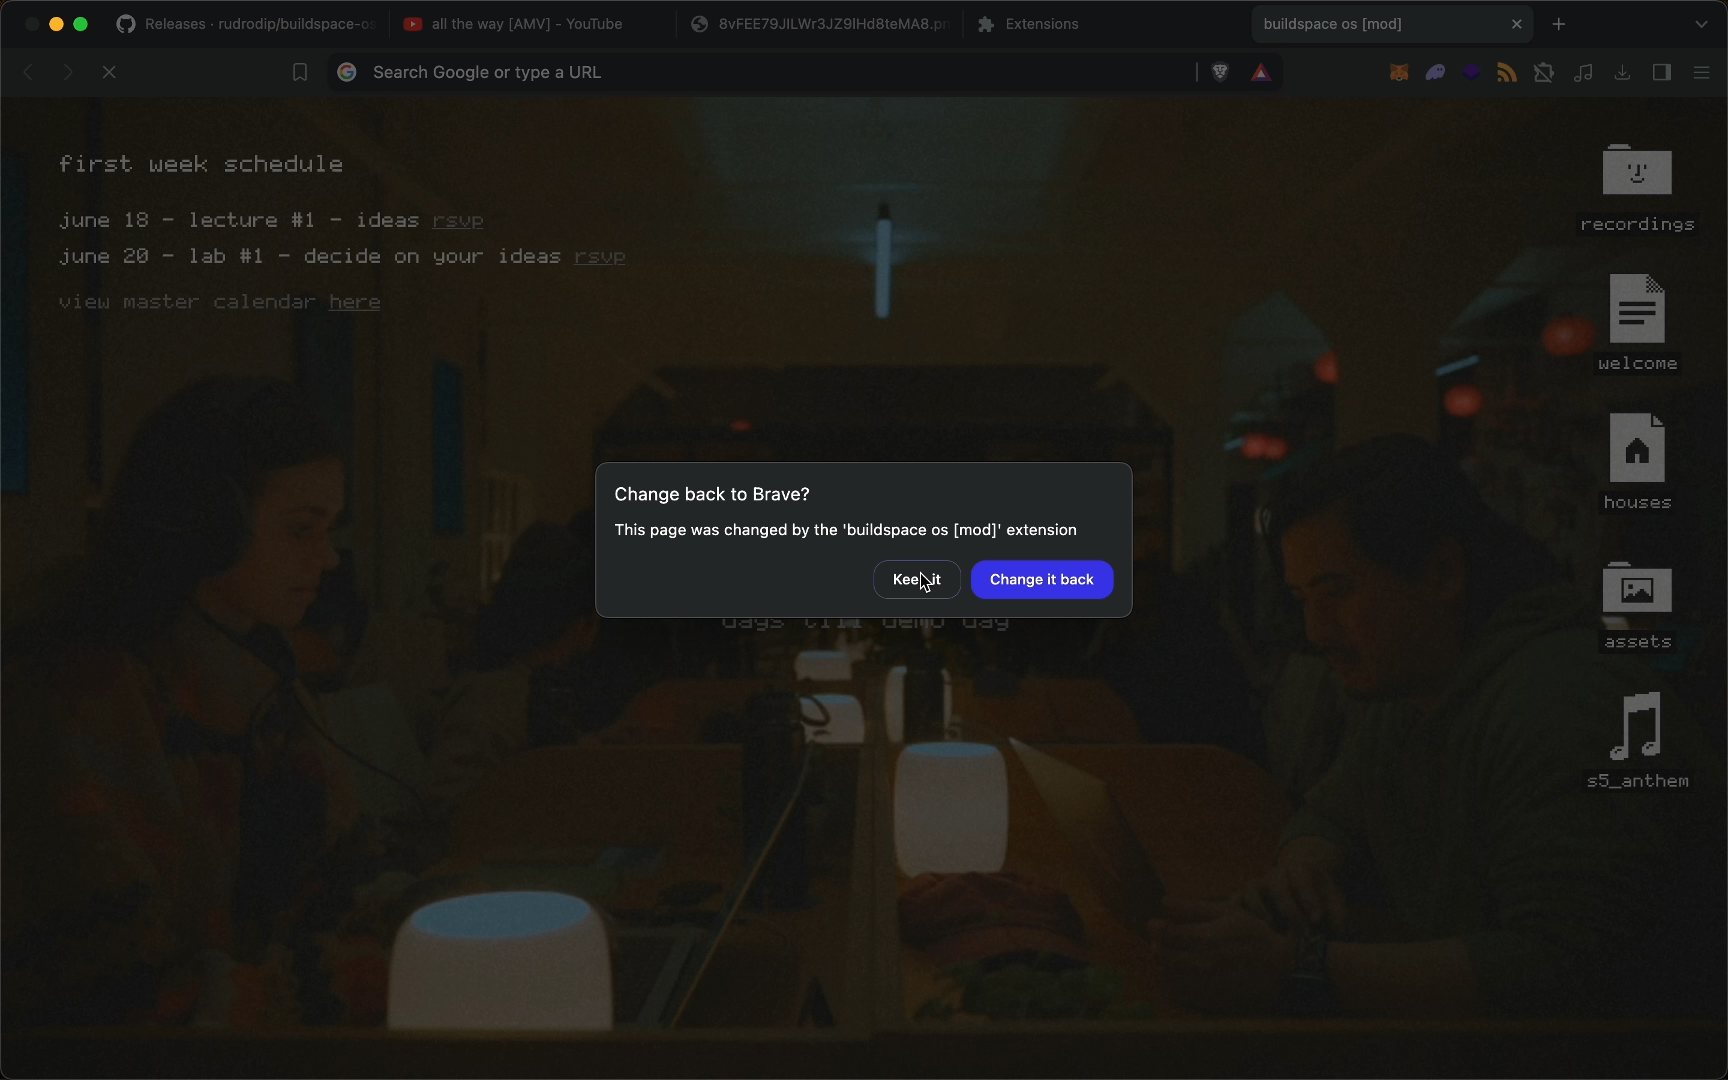 Releases · rudrodip/buildspace-os
all the way [AMV] - YouTube
8vFEE79JILWr3JZ9IHd8teMA8.pn
Extensions
buildspace os [mod]
Search Google or type a URL
first week schedule
june 18 - lecture #1 - ideas rsvp
june 20 - lab #1 - decide on your ideas rsvp
view master calendar here
recordings
welcome
houses
assets
s5_anthem
Change back to Brave?
This page was changed by the 'buildspace os [mod]' extension
Keep it
Change it back
days till demo day